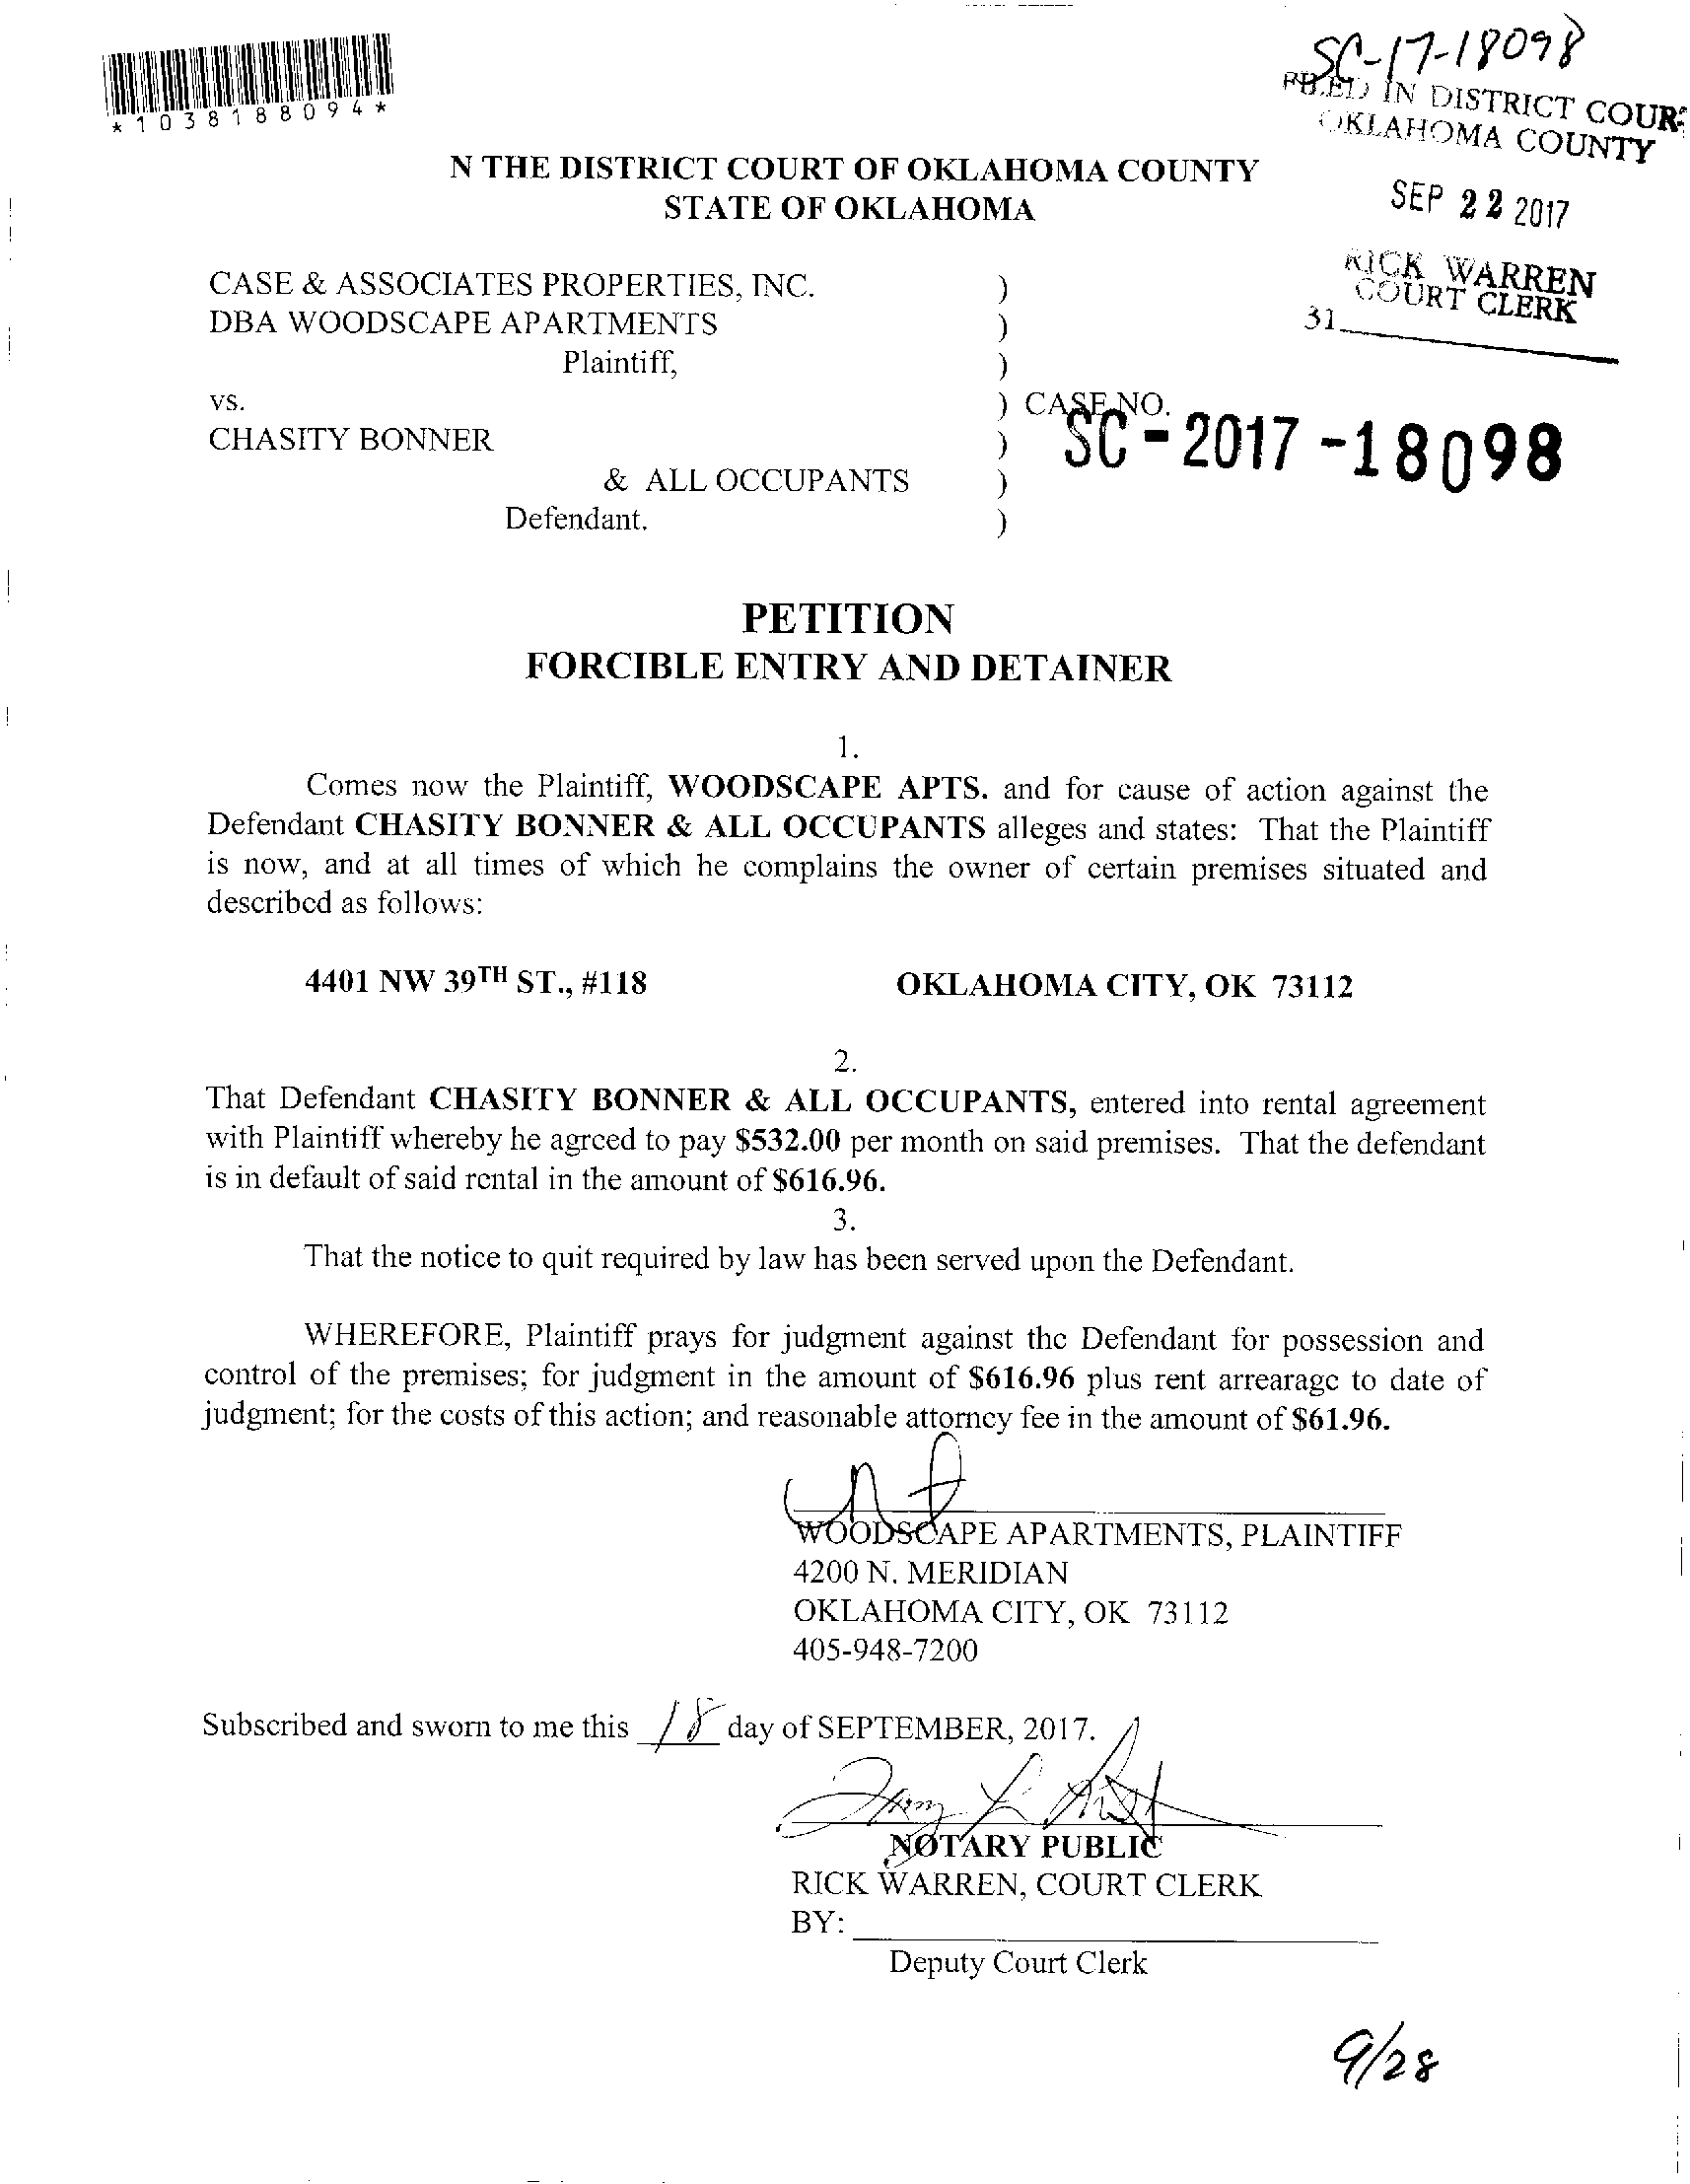 SC-17-18098
FILED IN DISTRICT COURT
OKLAHOMA COUNTY
*1038188094*
N THE DISTRICT COURT OF OKLAHOMA COUNTY
STATE OF OKLAHOMA
SEP 22 2017
RICK WARREN
COURT CLERK
31
CASE & ASSOCIATES PROPERTIES, INC. )
DBA WOODSCAPE APARTMENTS )
Plaintiff, )
vs. ) CASE NO.
SC-2017-18098
CHASITY BONNER )
& ALL OCCUPANTS )
Defendant. )
PETITION
FORCIBLE ENTRY AND DETAINER
1.
Comes now the Plaintiff, WOODSCAPE APTS. and for cause of action against the
Defendant CHASITY BONNER & ALL OCCUPANTS alleges and states: That the Plaintiff
is now, and at all times of which he complains the owner of certain premises situated and
described as follows:
4401 NW 39TH ST., #118 OKLAHOMA CITY, OK 73112
2.
That Defendant CHASITY BONNER & ALL OCCUPANTS, entered into rental agreement
with Plaintiff whereby he agreed to pay $532.00 per month on said premises. That the defendant
is in default of said rental in the amount of $616.96.
3.
That the notice to quit required by law has been served upon the Defendant.
WHEREFORE, Plaintiff prays for judgment against the Defendant for possession and
control of the premises; for judgment in the amount of $616.96 plus rent arrearage to date of
judgment; for the costs of this action; and reasonable attorney fee in the amount of $61.96.
WOODSCAPE APARTMENTS, PLAINTIFF
4200 N. MERIDIAN
OKLAHOMA CITY, OK 73112
405-948-7200
Subscribed and sworn to me this 18 day of SEPTEMBER, 2017.
NOTARY PUBLIC
RICK WARREN, COURT CLERK
BY:
Deputy Court Clerk
9/28